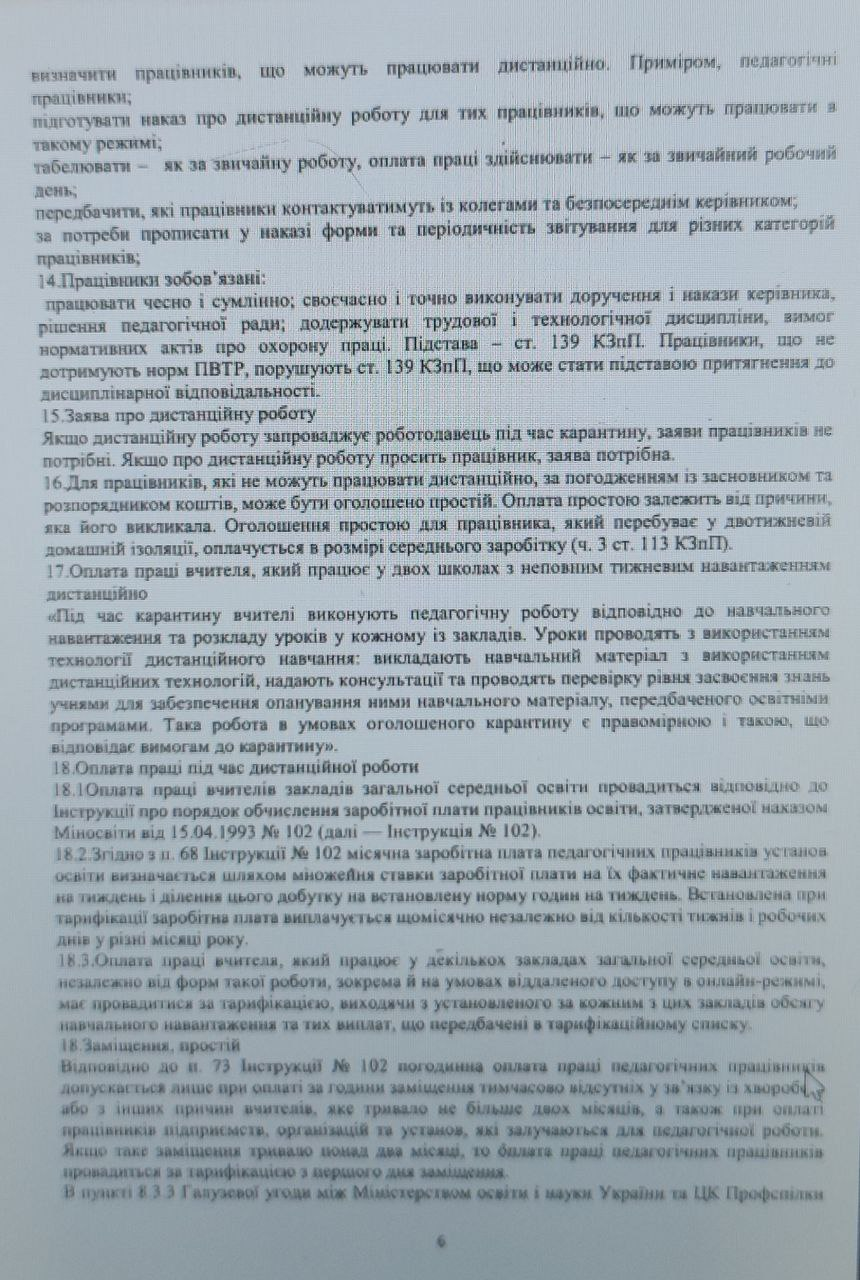 визначити працівників, що можуть працювати дистанційно. Приміром, педагогічні
працівники;
підготувати наказ про дистанційну роботу для тих працівників, що можуть працювати в
такому режимі;
табелювати – як за звичайну роботу, оплата праці здійснювати – як за звичайний робочий
день;
передбачити, які працівники контактуватимуть із колегами та безпосереднім керівником;
за потреби прописати у наказі форми та періодичність звітування для різних категорій
працівників;
14.Працівники зобов’язані:
працювати чесно і сумлінно; своєчасно і точно виконувати доручення і накази керівника,
рішення педагогічної ради; додержувати трудової і технологічної дисципліни, вимог
нормативних актів про охорону праці. Підстава – ст. 139 КЗпП. Працівники, що не
дотримують норм ПВТР, порушують ст. 139 КЗпП, що може стати підставою притягнення до
дисциплінарної відповідальності.
15.Заява про дистанційну роботу
Якщо дистанційну роботу запроваджує роботодавець під час карантину, заяви працівників не
потрібні. Якщо про дистанційну роботу просить працівник, заява потрібна.
16.Для працівників, які не можуть працювати дистанційно, за погодженням із засновником та
розпорядником коштів, може бути оголошено простій. Оплата простою залежить від причини,
яка його викликала. Оголошення простою для працівника, який перебуває у двотижневій
домашній ізоляції, оплачується в розмірі середнього заробітку (ч. 3 ст. 113 КЗпП).
17.Оплата праці вчителя, який працює у двох школах з неповним тижневим навантаженням
дистанційно
«Під час карантину вчителі виконують педагогічну роботу відповідно до навчального
навантаження та розкладу уроків у кожному із закладів. Уроки проводять з використанням
технології дистанційного навчання: викладають навчальний матеріал з використанням
дистанційних технологій, надають консультації та проводять перевірку рівня засвоєння знань
учнями для забезпечення опанування ними навчального матеріалу, передбаченого освітніми
програмами. Така робота в умовах оголошеного карантину є правомірною і такою, що
відповідає вимогам до карантину».
18.Оплата праці під час дистанційної роботи
18.1Оплата праці вчителів закладів загальної середньої освіти провадиться відповідно до
Інструкції про порядок обчислення заробітної плати працівників освіти, затвердженої наказом
Міносвіти від 15.04.1993 № 102 (далі — Інструкція № 102).
18.2.Згідно з п. 68 Інструкції № 102 місячна заробітна плата педагогічних працівників установ
освіти визначається шляхом множення ставки заробітної плати на їх фактичне навантаження
на тиждень і ділення цього добутку на встановлену норму годин на тиждень. Встановлена при
тарифікації заробітна плата виплачується щомісячно незалежно від кількості тижнів і робочих
днів у різні місяці року.
18.3.Оплата праці вчителя, який працює у декількох закладах загальної середньої освіти,
незалежно від форм такої роботи, зокрема й на умовах віддаленого доступу в онлайн-режимі,
має провадитися за тарифікацією, виходячи з установленого за кожним з цих закладів обсягу
навчального навантаження та тих виплат, що передбачені в тарифікаційному списку.
18.Заміщення, простій
Відповідно до п. 73 Інструкції № 102 погодинна оплата праці педагогічних працівників
допускається лише при оплаті за години заміщення тимчасово відсутніх у зв’язку із хворобою
або з інших причин вчителів, яке тривало не більше двох місяців, а також при оплаті
працівників підприємств, організацій та установ, які залучаються для педагогічної роботи.
Якщо таке заміщення тривало понад два місяці, то оплата праці педагогічних працівників
провадиться за тарифікацією з першого дня заміщення.
В пункті 8.3.3 Галузевої угоди між Міністерством освіти і науки України та ЦК Профспілки
6